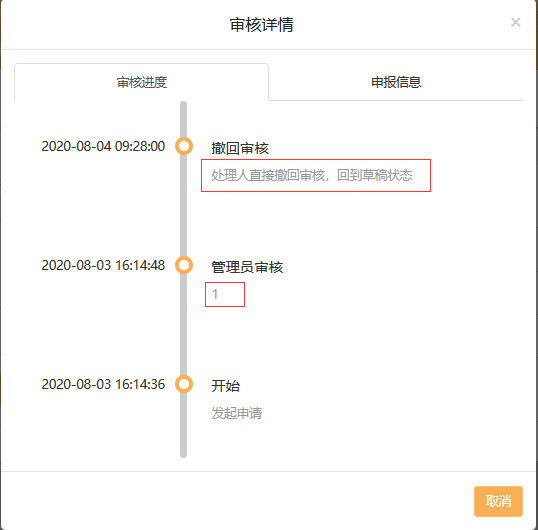 审核详情
×
审核进度
申报信息
2020-08-04 09:28:00
撤回审核
处理人直接撤回审核，回到草稿状态
2020-08-03 16:14:48
管理员审核
1
2020-08-03 16:14:36
开始
发起申请
取消